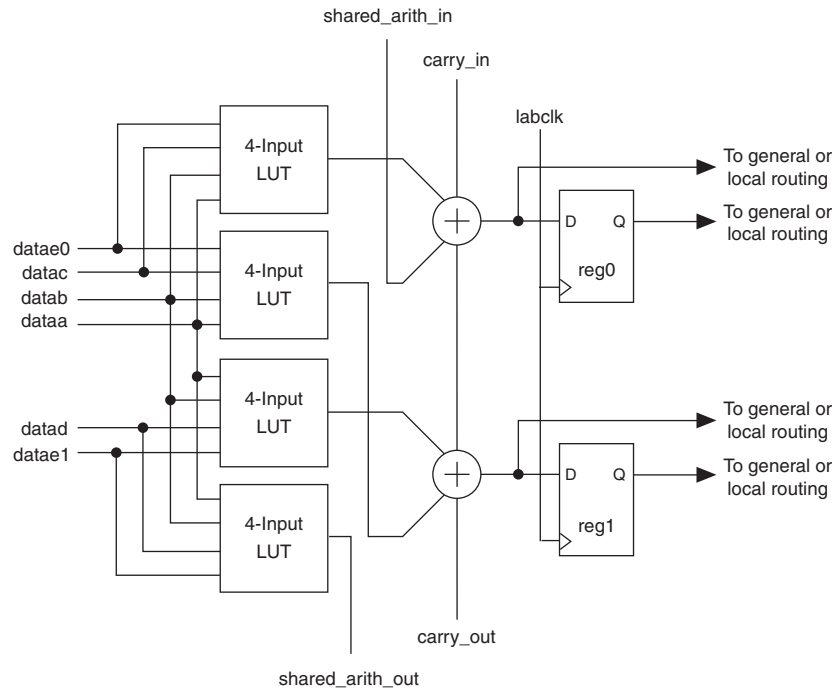 shared_arith_in
carry_in
labclk
4-Input
LUT
To general or
local routing
D Q
reg0
To general or
local routing
datae0
datac
datab
dataa
4-Input
LUT
4-Input
LUT
To general or
local routing
datad
datae1
D Q
reg1
To general or
local routing
4-Input
LUT
carry_out
shared_arith_out